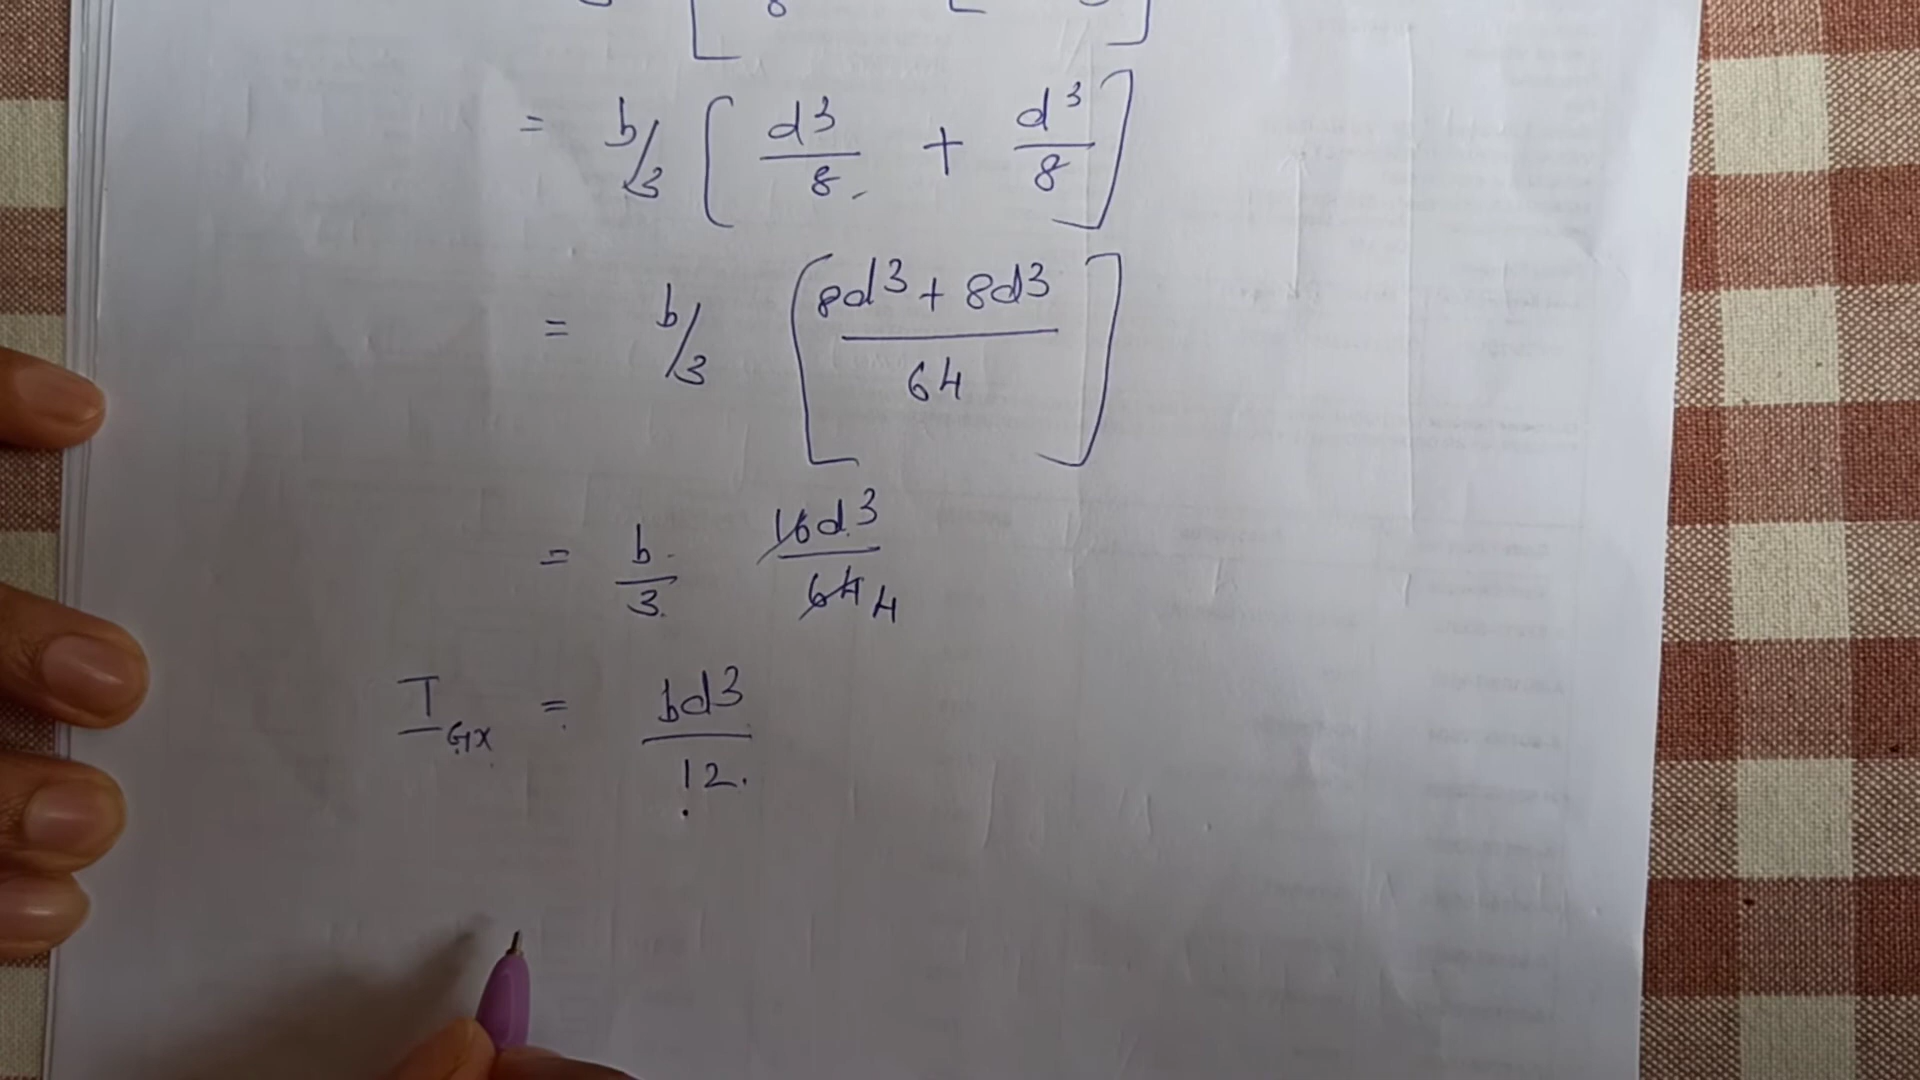 = b/3 [ d³/8 + d³/8 ]
= b/3 [ 8d³ + 8d³ / 64 ]
= b/3 16d³/64 4
I_Gx = bd³/12.